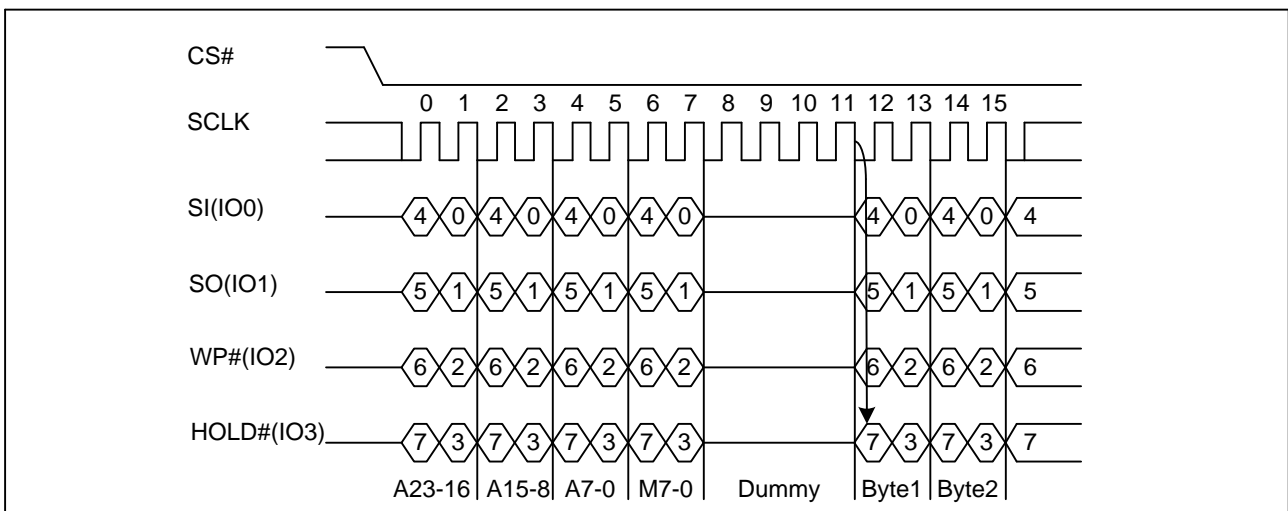 CS#
0 1 2 3 4 5 6 7 8 9 10 11 12 13 14 15
SCLK
SI(IO0) 4 0 4 0 4 0 4 0 4 0 4 0 4
SO(IO1) 5 1 5 1 5 1 5 1 5 1 5 1 5
WP#(IO2) 6 2 6 2 6 2 6 2 6 2 6 2 6
HOLD#(IO3) 7 3 7 3 7 3 7 3 7 3 7 3 7
A23-16 A15-8 A7-0 M7-0 Dummy Byte1 Byte2